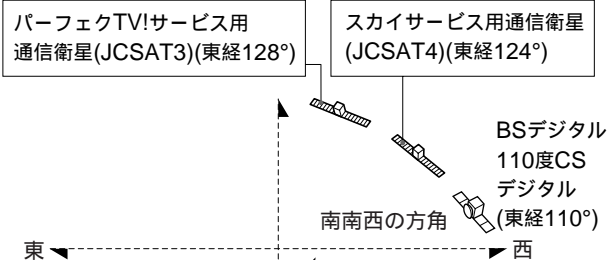 パーフェクTV!サービス用
通信衛星(JCSAT3)(東経128°)
スカイサービス用通信衛星
(JCSAT4)(東経124°)
BSデジタル
110度CS
デジタル
(東経110°)
南南西の方角
東
西